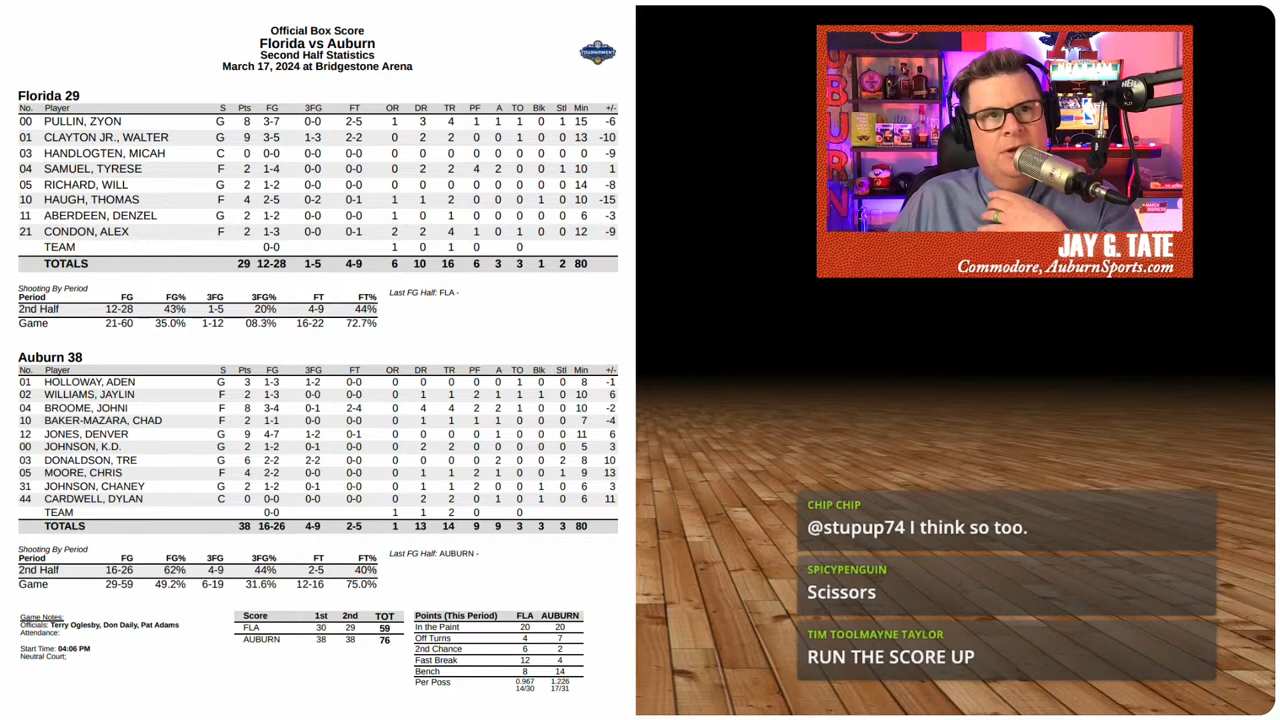 Official Box Score
Florida vs Auburn
Second Half Statistics
March 17, 2024 at Bridgestone Arena
TOURNAMENT
Florida 29
No. Player S Pts FG 3FG FT OR DR TR PF A TO Blk Stl Min +/-
00 PULLIN, ZYON G 8 3-7 0-0 2-5 1 3 4 1 1 1 0 1 15 -6
01 CLAYTON JR., WALTER G 9 3-5 1-3 2-2 0 2 2 0 0 1 0 0 13 -10
03 HANDLOGTEN, MICAH C 0 0-0 0-0 0-0 0 0 0 0 0 0 0 0 0 -9
04 SAMUEL, TYRESE F 2 1-4 0-0 0-0 0 2 2 4 2 0 0 1 10 1
05 RICHARD, WILL G 2 1-2 0-0 0-0 0 0 0 0 0 0 0 0 14 -8
10 HAUGH, THOMAS F 4 2-5 0-2 0-1 1 1 0 0 1 0 10 -15
11 ABERDEEN, DENZEL G 2 1-2 0-0 0-0 1 0 1 0 0 0 0 0 6 -3
21 CONDON, ALEX F 2 1-3 0-0 0-1 2 2 4 1 0 1 0 0 12 -9
TEAM 0-0 1 0 1 0 0
TOTALS 29 12-28 1-5 4-9 6 10 16 6 3 3 1 2 80
Shooting By Period
Period FG FG% 3FG 3FG% FT FT%
2nd Half 12-28 43% 1-5 20% 4-9 44%
Game 21-60 35.0% 1-12 08.3% 16-22 72.7%
Last FG Half: FLA -
Auburn 38
No. Player S Pts FG 3FG FT OR DR TR PF A TO Blk Stl Min +/-
01 HOLLOWAY, ADEN G 3 1-3 1-2 0-0 0 0 0 0 0 1 0 0 8 -1
02 WILLIAMS, JAYLIN F 2 1-3 0-0 0-0 0 1 1 2 1 1 1 0 10 6
04 BROOME, JOHNI F 8 3-4 0-1 2-4 0 4 4 2 2 1 0 1 10 -2
10 BAKER-MAZARA, CHAD F 2 1-1 0-0 0-0 0 1 1 1 1 0 0 0 7 -4
12 JONES, DENVER G 9 4-7 1-2 0-1 0 0 0 0 1 0 0 0 11 6
00 JOHNSON, K.D. G 2 1-2 0-1 0-0 0 2 2 0 0 0 0 0 5 3
03 DONALDSON, TRE G 6 2-2 2-2 0-0 0 0 0 0 2 0 0 2 8 10
05 MOORE, CHRIS F 4 2-2 0-0 0-0 0 1 1 2 1 0 0 1 9 13
31 JOHNSON, CHANEY G 2 1-2 0-1 0-0 0 1 1 2 0 0 1 0 6 3
44 CARDWELL, DYLAN C 0 0-0 0-0 0-0 0 2 2 0 1 0 1 0 6 11
TEAM 0-0 1 1 2 0 0
TOTALS 38 16-26 4-9 2-5 1 13 14 9 9 3 3 3 80
Shooting By Period
Period FG FG% 3FG 3FG% FT FT%
2nd Half 16-26 62% 4-9 44% 2-5 40%
Game 29-59 49.2% 6-19 31.6% 12-16 75.0%
Last FG Half: AUBURN -
Game Notes:
Officials: Terry Oglesby, Don Daily, Pat Adams
Attendance:
Start Time: 04:06 PM
Neutral Court;
Score 1st 2nd TOT
FLA 30 29 59
AUBURN 38 38 76
Points (This Period) FLA AUBURN
In the Paint 20 20
Off Turns 4 7
2nd Chance 6 2
Fast Break 12 4
Bench 8 14
Per Poss 0.967 1.226
14/30 17/31
JAY G. TATE
Commodore, AuburnSports.com
CHIP CHIP
@stupup74 I think so too.
SPICYPENGUIN
Scissors
TIM TOOLMAYNE TAYLOR
RUN THE SCORE UP